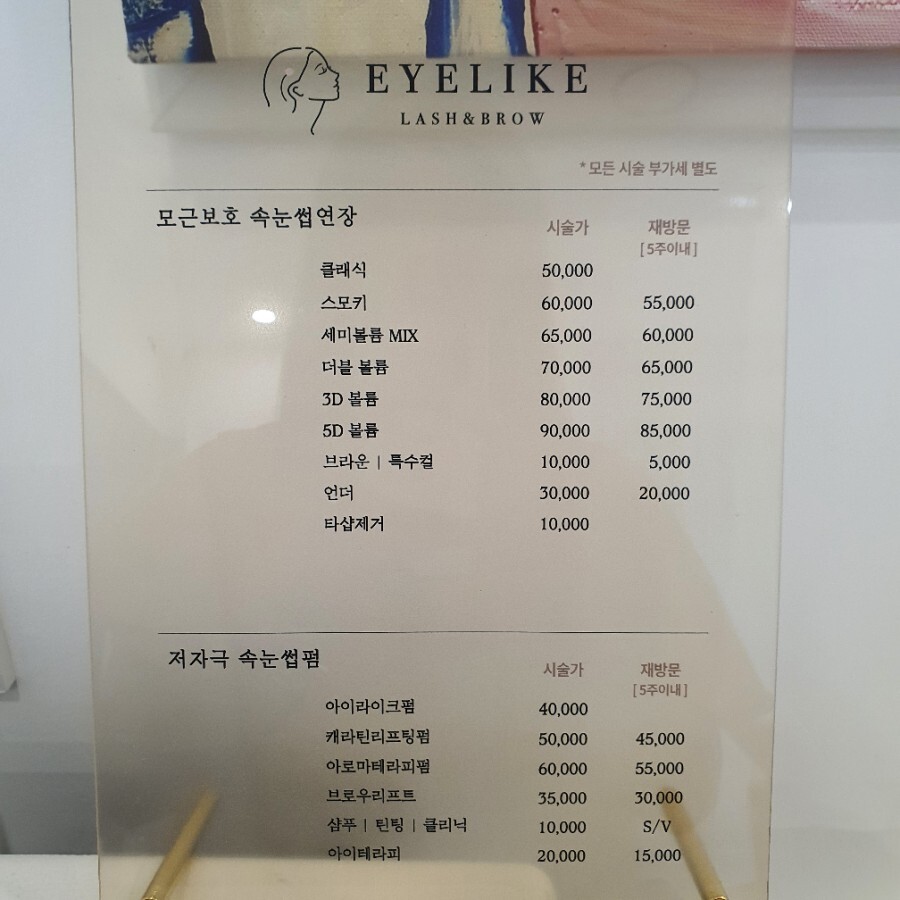 EYELIKE
LASH&BROW
* 모든 시술 부가세 별도
모근보호 속눈썹연장 시술가 재방문
[ 5주이내 ]
클래식 50,000
스모키 60,000 55,000
세미볼륨 MIX 65,000 60,000
더블 볼륨 70,000 65,000
3D 볼륨 80,000 75,000
5D 볼륨 90,000 85,000
브라운 | 특수컬 10,000 5,000
언더 30,000 20,000
타샵제거 10,000
저자극 속눈썹펌 시술가 재방문
[ 5주이내 ]
아이라이크펌 40,000
캐라틴리프팅펌 50,000 45,000
아로마테라피펌 60,000 55,000
브로우리프트 35,000 30,000
샴푸 | 틴팅 | 클리닉 10,000 S/V
아이테라피 20,000 15,000